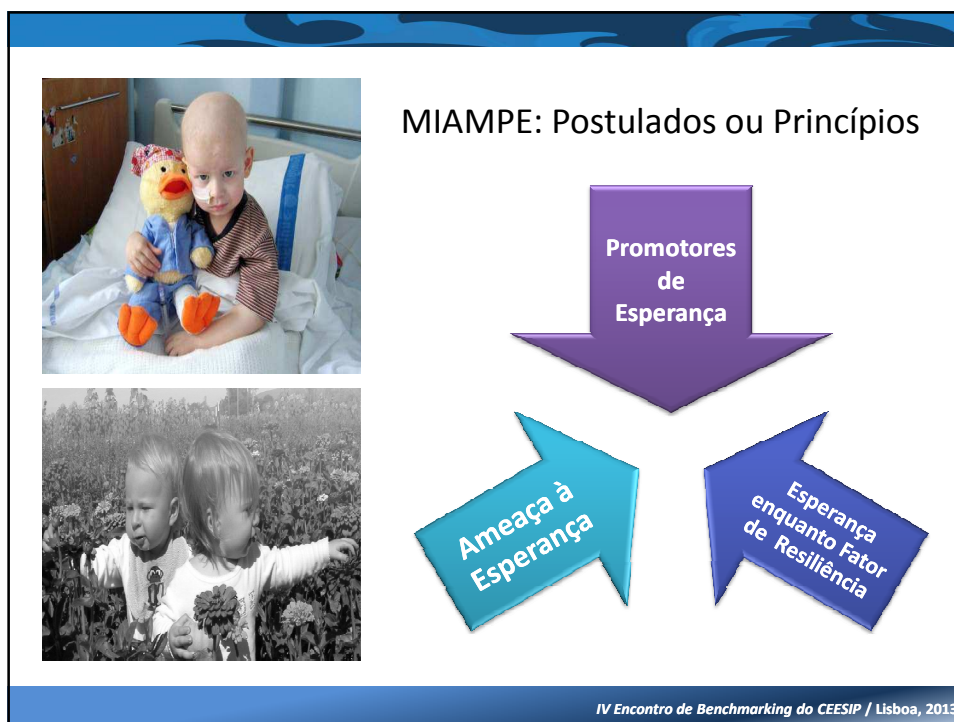 MIAMPE: Postulados ou Princípios
Promotores
de
Esperança
Ameaça à
Esperança
Esperança
enquanto Fator
de Resiliência
IV Encontro de Benchmarking do CEESIP / Lisboa, 2013